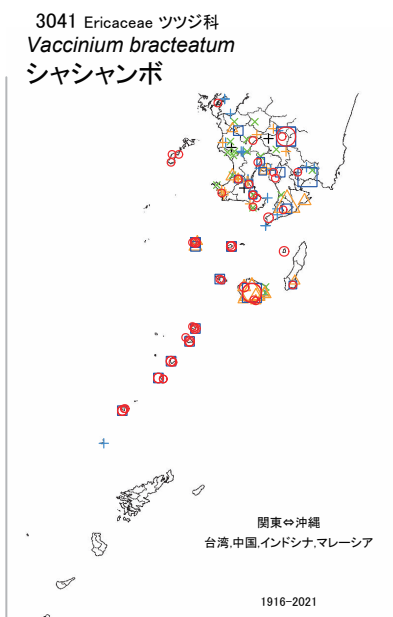 3041 Ericaceae ツツジ科
Vaccinium bracteatum
シャシャンボ
関東⇔沖縄
台湾,中国,インドシナ,マレーシア
1916-2021